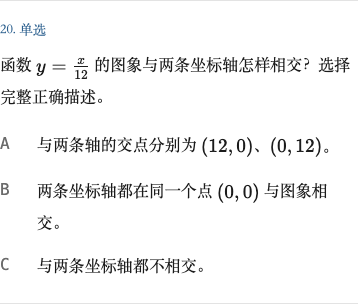 20. 单选
函数 y = x/12 的图象与两条坐标轴怎样相交？选择
完整正确描述。
A 与两条轴的交点分别为 (12, 0)、(0, 12)。
B 两条坐标轴都在同一个点 (0, 0) 与图象相
交。
C 与两条坐标轴都不相交。